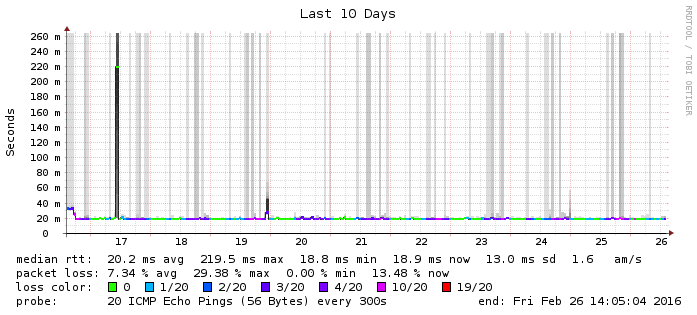 Last 10 Days
RRDTOOL / TOBI OETIKER
Seconds
260 m
240 m
220 m
200 m
180 m
160 m
140 m
120 m
100 m
80 m
60 m
40 m
20 m
0
17 18 19 20 21 22 23 24 25 26
median rtt: 20.2 ms avg 219.5 ms max 18.8 ms min 18.9 ms now 13.0 ms sd 1.6 am/s
packet loss: 7.34 % avg 29.38 % max 0.00 % min 13.48 % now
loss color: 0 1/20 2/20 3/20 4/20 10/20 19/20
probe: 20 ICMP Echo Pings (56 Bytes) every 300s end: Fri Feb 26 14:05:04 2016